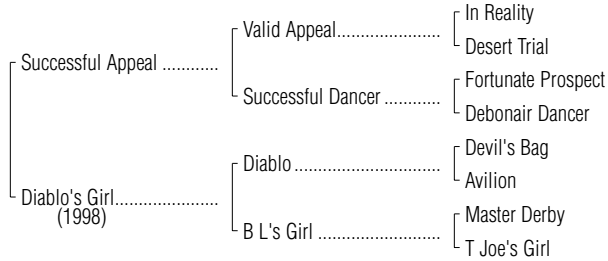 In Reality
Valid Appeal..................
Desert Trial
Successful Appeal ............
Fortunate Prospect
Successful Dancer ............
Debonair Dancer
Devil's Bag
Diablo ..........................
Avilion
Diablo's Girl......................
(1998)
Master Derby
B L's Girl ......................
T Joe's Girl